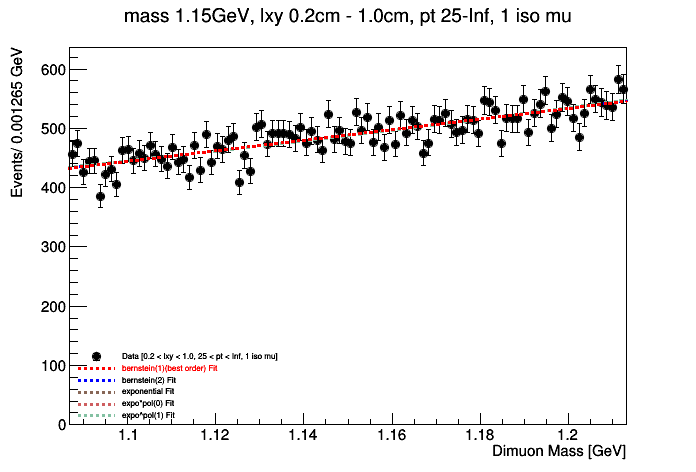 mass 1.15GeV, lxy 0.2cm - 1.0cm, pt 25-Inf, 1 iso mu
Events/ 0.001265 GeV
600
500
400
300
200
100
0
Data [0.2 < lxy < 1.0, 25 < pt < Inf, 1 iso mu]
bernstein(1)(best order) Fit
bernstein(2) Fit
exponential Fit
expo*pol(0) Fit
expo*pol(1) Fit
1.1
1.12
1.14
1.16
1.18
1.2
Dimuon Mass [GeV]